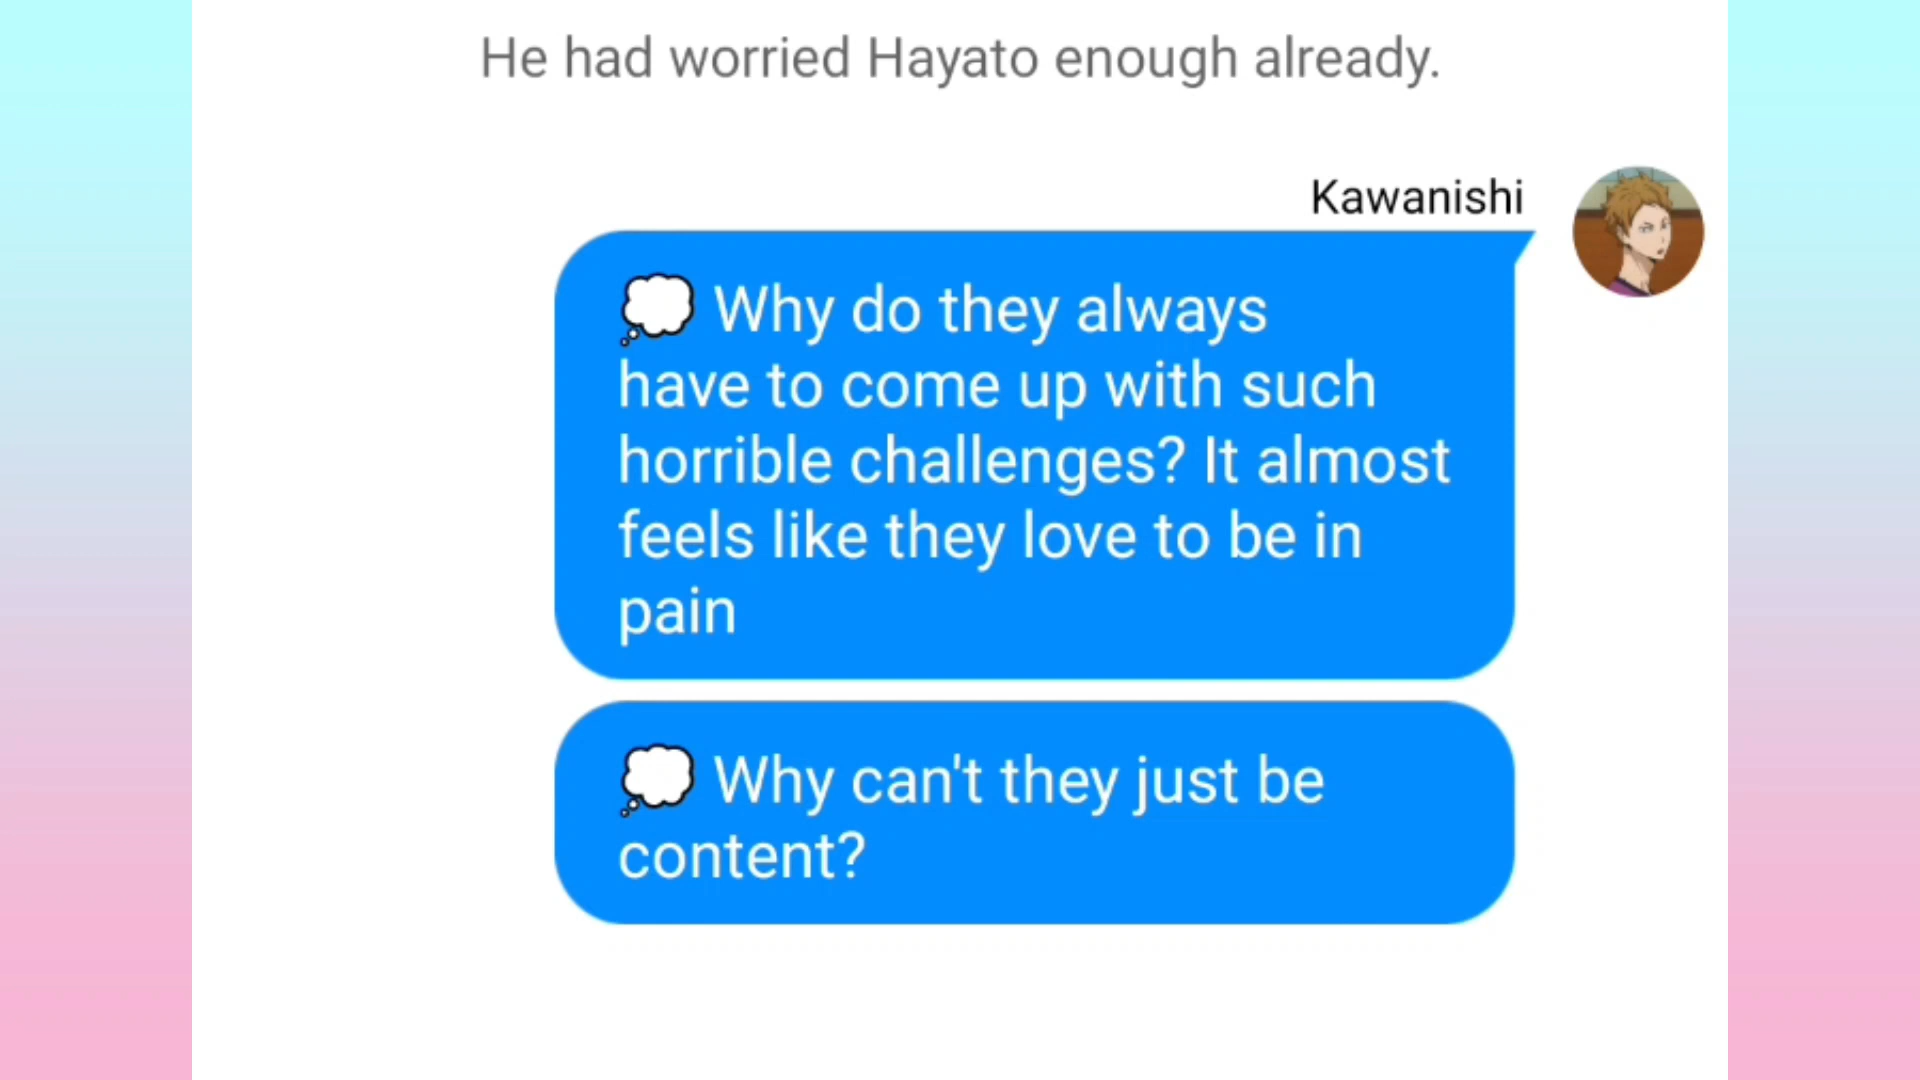 He had worried Hayato enough already.
Kawanishi
💭 Why do they always
have to come up with such
horrible challenges? It almost
feels like they love to be in
pain
💭 Why can't they just be
content?